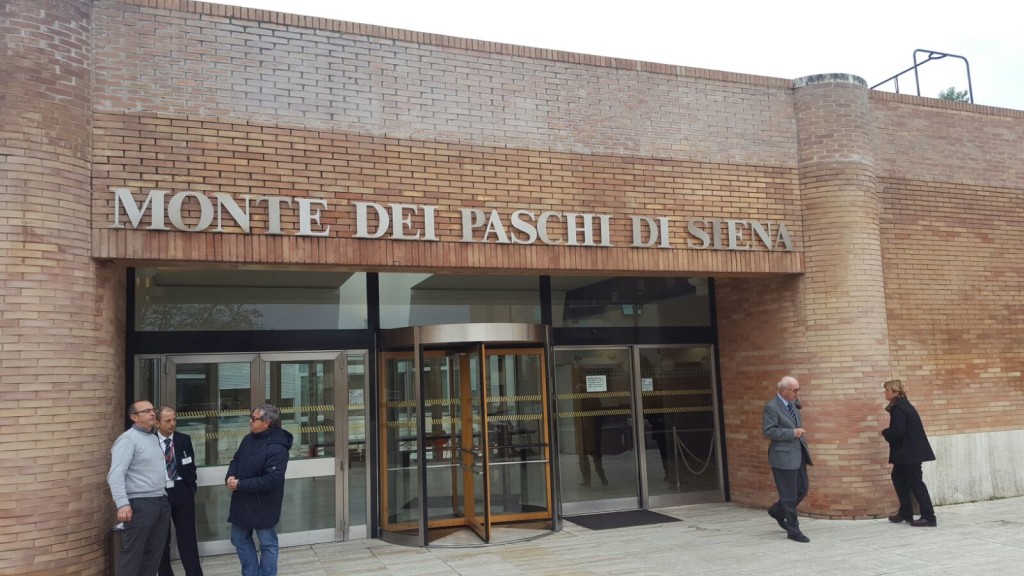 MONTE DEI PASCHI DI SIENA